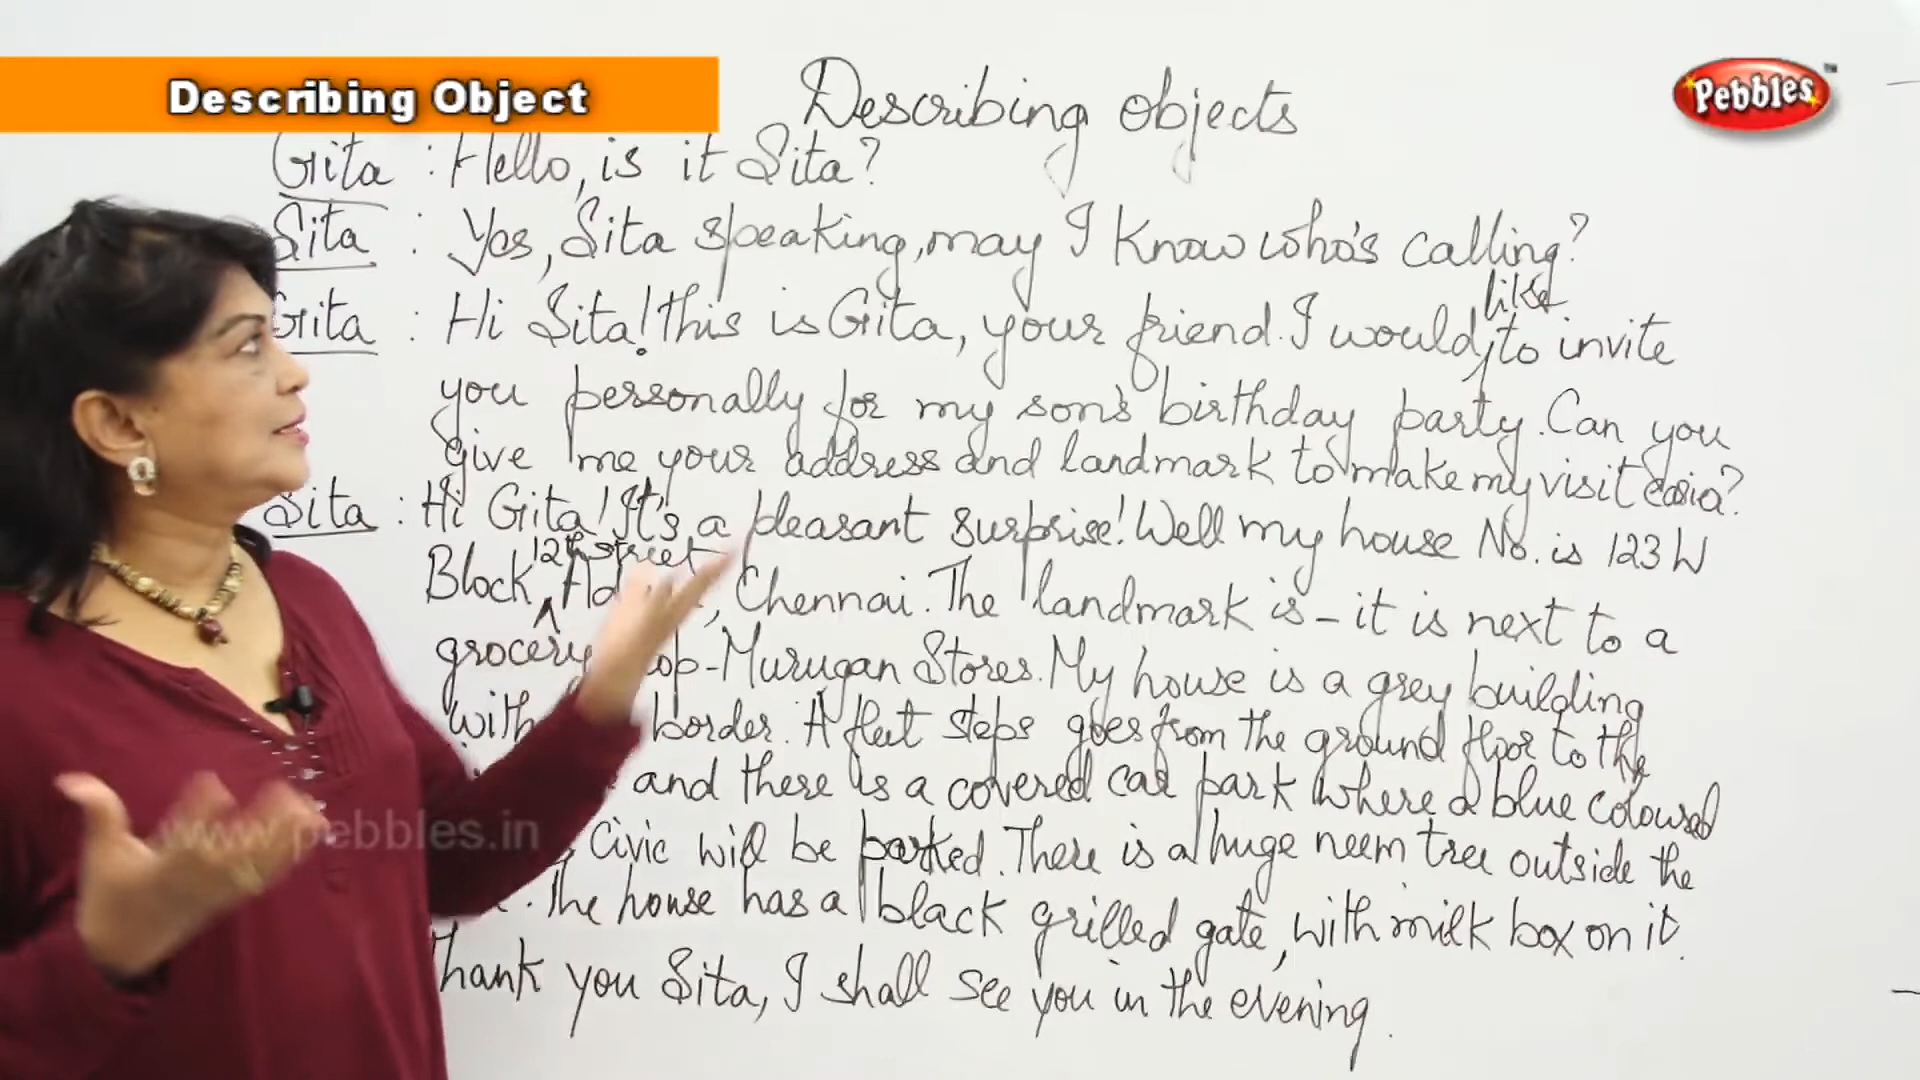 Describing Object
Describing objects
Pebbles™
Gita : Hello, is it Sita?
Sita : Yes, Sita speaking, may I know who's calling?
like
Gita : Hi Sita! this is Gita, your friend. I would, to invite
you personally for my son's birthday party. Can you
give me your address and landmark to make my visit
Sita : Hi Gita! It's a pleasant surprise! Well my house No. is 123 W
12th street
Block, Chennai. The landmark is – it is next to a
grocery - Murugan Stores. My house is a grey building
with border. A fleet steps goes from the ground floor to the
and there is a covered car park where a blue coloured
Civic will be parked. There is a huge neem tree outside the
The house has a black grilled gate, with milk box on it.
Thank you Sita, I shall see you in the evening.
www.pebbles.in